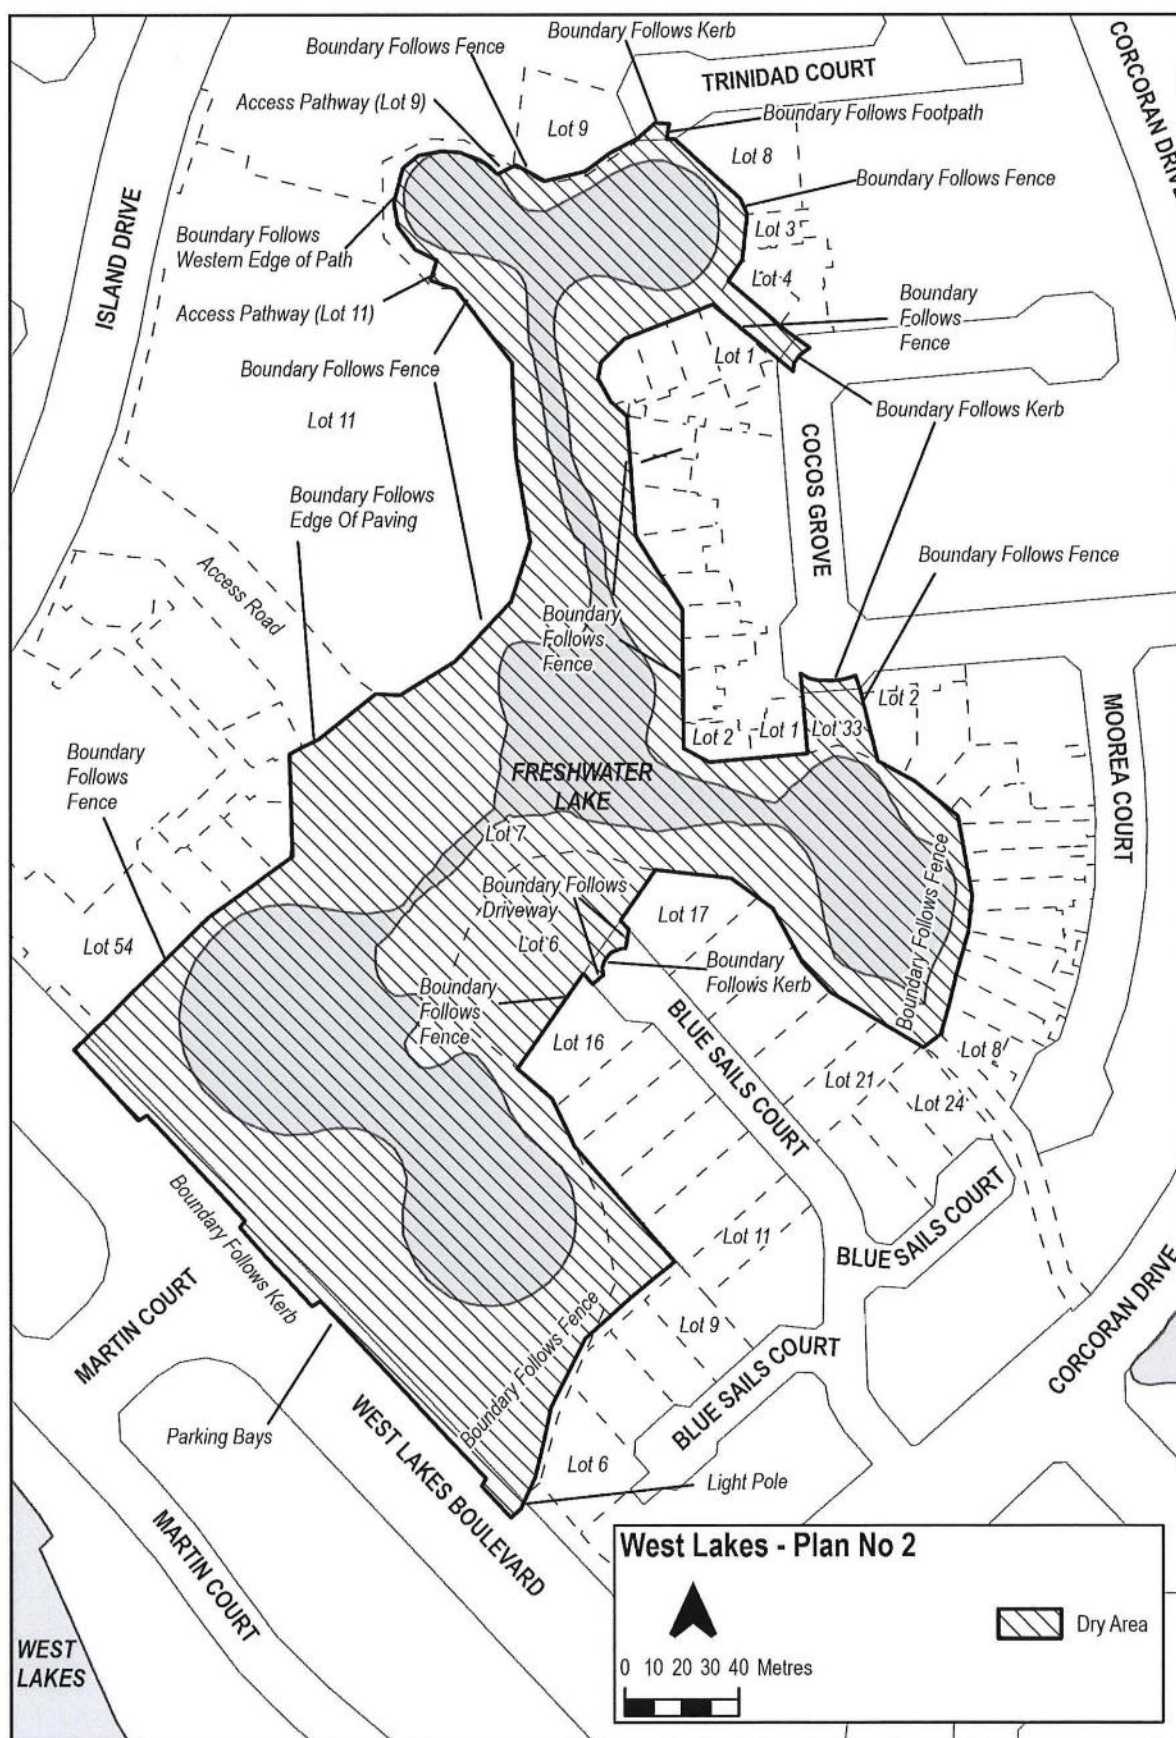 Boundary Follows Kerb
Boundary Follows Fence
CORCORAN DRIVE
TRINIDAD COURT
Access Pathway (Lot 9)
Lot 9
Boundary Follows Footpath
Lot 8
Boundary Follows Fence
ISLAND DRIVE
Boundary Follows
Western Edge of Path
Lot 3
Lot 4
Access Pathway (Lot 11)
Boundary
Follows
Fence
Lot 1
Boundary Follows Fence
Lot 11
Boundary Follows Kerb
COCOS GROVE
Boundary Follows
Edge Of Paving
Boundary Follows Fence
Access Road
Boundary
Follows
Fence
Lot 2
Lot 2
Lot 1
Lot 33
MOOREA COURT
Boundary
Follows
Fence
FRESHWATER
LAKE
Lot 7
Boundary Follows
Driveway
Lot 17
Boundary Follows Fence
Lot 54
Lot 6
Boundary
Follows Kerb
Boundary
Follows
Fence
Lot 16
BLUE SAILS COURT
Lot 8
Lot 21
Lot 24
Boundary Follows Kerb
Lot 11
BLUE SAILS COURT
MARTIN COURT
Boundary Follows Fence
Lot 9
BLUE SAILS COURT
CORCORAN DRIVE
Parking Bays
WEST LAKES BOULEVARD
Lot 6
Light Pole
MARTIN COURT
WEST
LAKES
West Lakes - Plan No 2
Dry Area
0 10 20 30 40 Metres